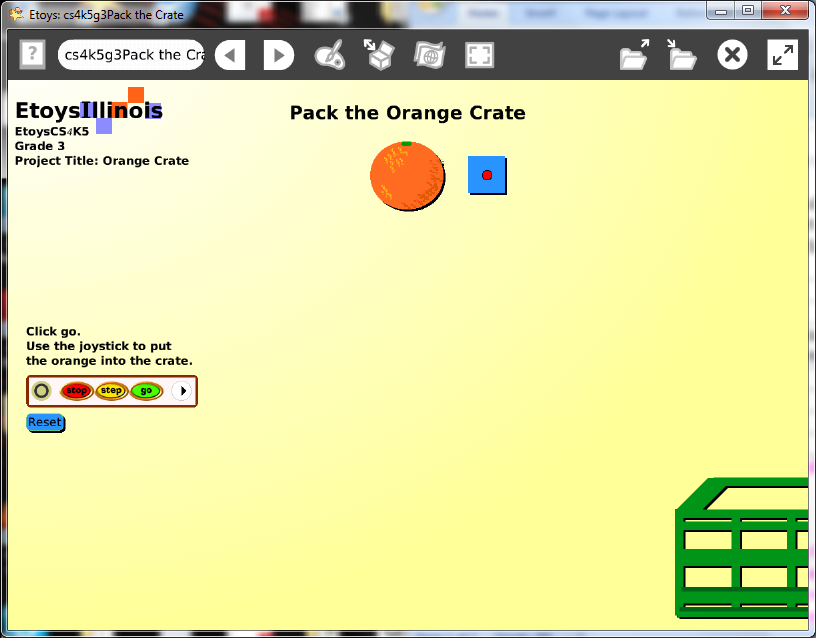 Etoys: cs4k5g3Pack the Crate
?
cs4k5g3Pack the Cra
EtoysIllinois
EtoysCS4K5
Grade 3
Project Title: Orange Crate
Pack the Orange Crate
Click go.
Use the joystick to put
the orange into the crate.
stop step go
Reset